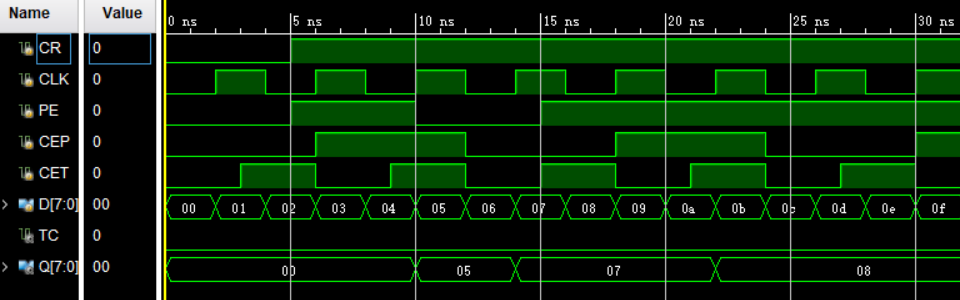 Name Value 0 ns 5 ns 10 ns 15 ns 20 ns 25 ns 30 ns
CR 0
CLK 0
PE 0
CEP 0
CET 0
D[7:0] 00 00 01 02 03 04 05 06 07 08 09 0a 0b 0c 0d 0e 0f
TC 0
Q[7:0] 00 00 05 07 08